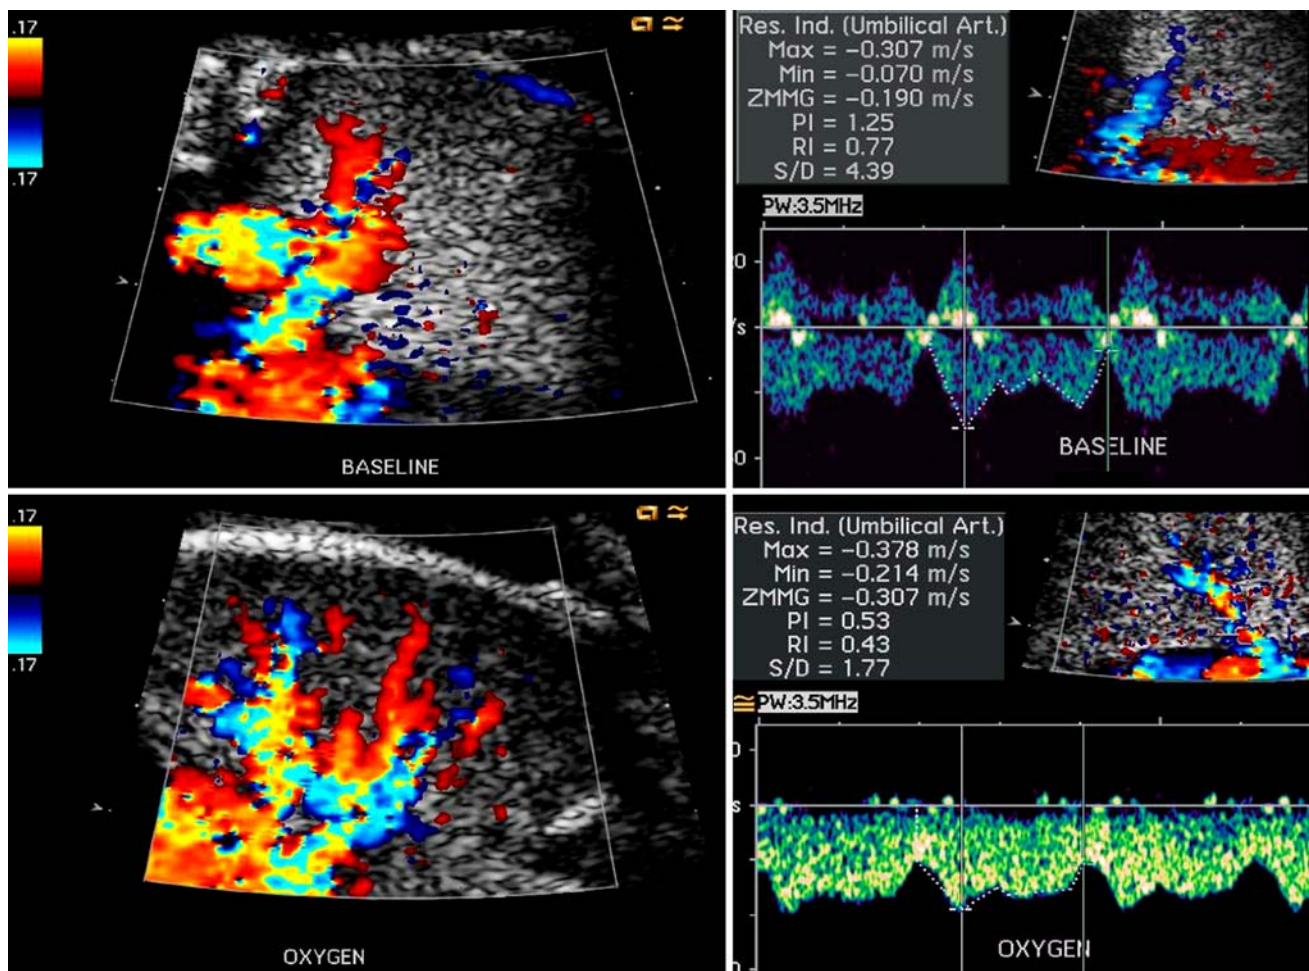 .17
.17
BASELINE
Res. Ind. (Umbilical Art.)
Max = -0.307 m/s
Min = -0.070 m/s
ZMMG = -0.190 m/s
PI = 1.25
RI = 0.77
S/D = 4.39
PW:3.5MHz
BASELINE
.17
.17
OXYGEN
Res. Ind. (Umbilical Art.)
Max = -0.378 m/s
Min = -0.214 m/s
ZMMG = -0.307 m/s
PI = 0.53
RI = 0.43
S/D = 1.77
PW:3.5MHz
OXYGEN